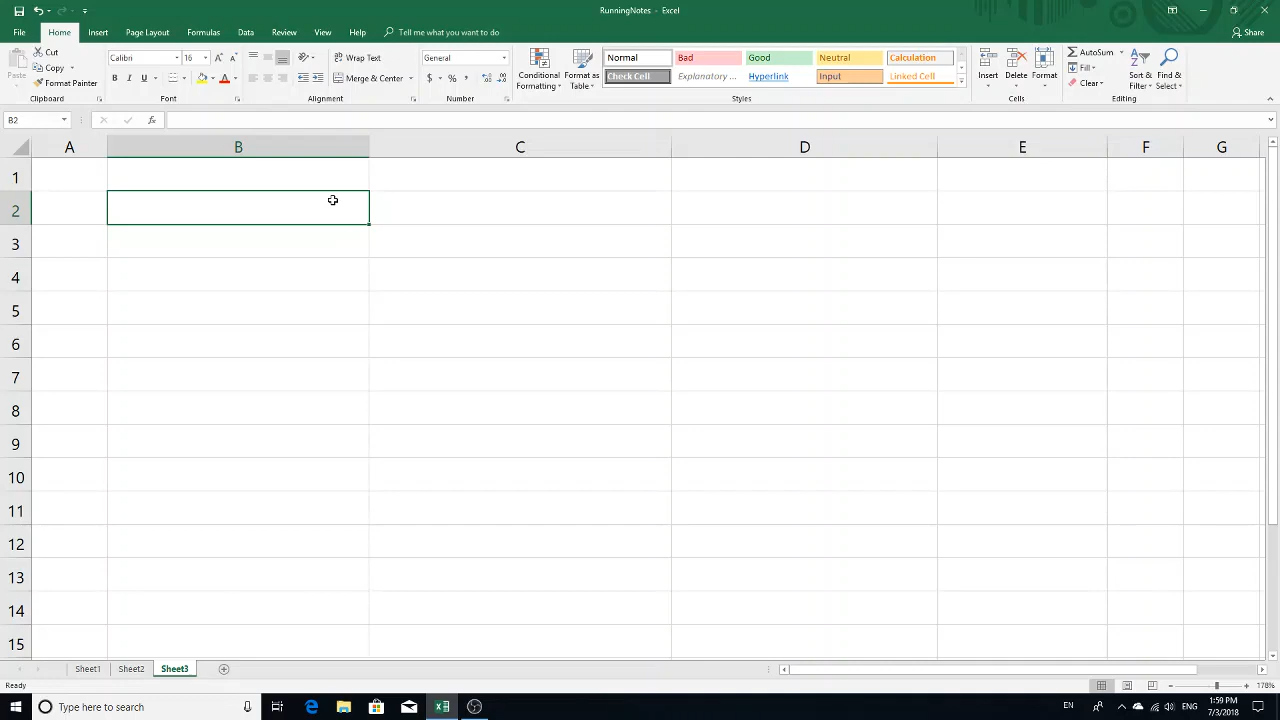 RunningNotes - Excel
File Home Insert Page Layout Formulas Data Review View Help Tell me what you want to do Share
Paste Cut Copy Format Painter Clipboard
Calibri 16 A A B I U A Font
Wrap Text Merge & Center Alignment
General $ % Number
Conditional Formatting Format as Table
Normal Bad Good Neutral Calculation
Check Cell Explanatory ... Hyperlink Input Linked Cell
Styles
Insert Delete Format Cells
AutoSum Fill Clear Sort & Filter Find & Select Editing
B2 fx
A B C D E F G
1
2
3
4
5
6
7
8
9
10
11
12
13
14
15
Sheet1 Sheet2 Sheet3
Ready 178%
Type here to search EN ENG 1:59 PM
7/3/2018